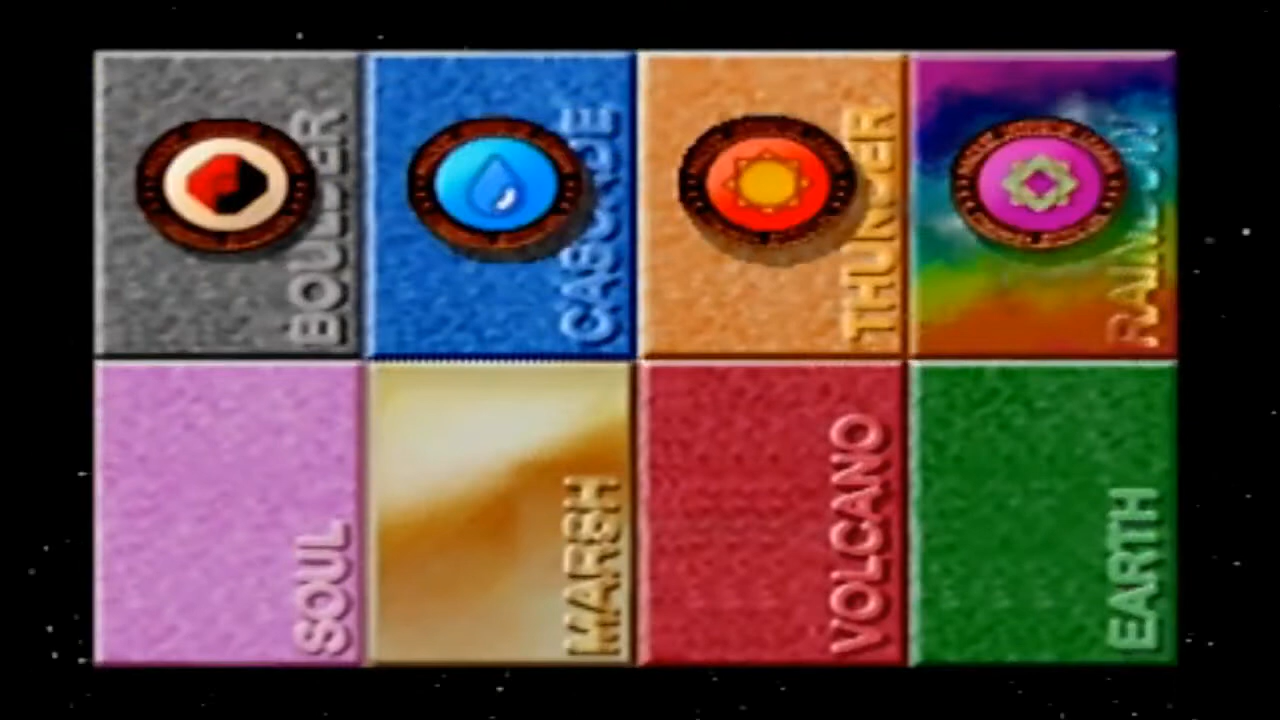 BOULDER
CASCADE
THUNDER
RAINBOW
SOUL
MARSH
VOLCANO
EARTH